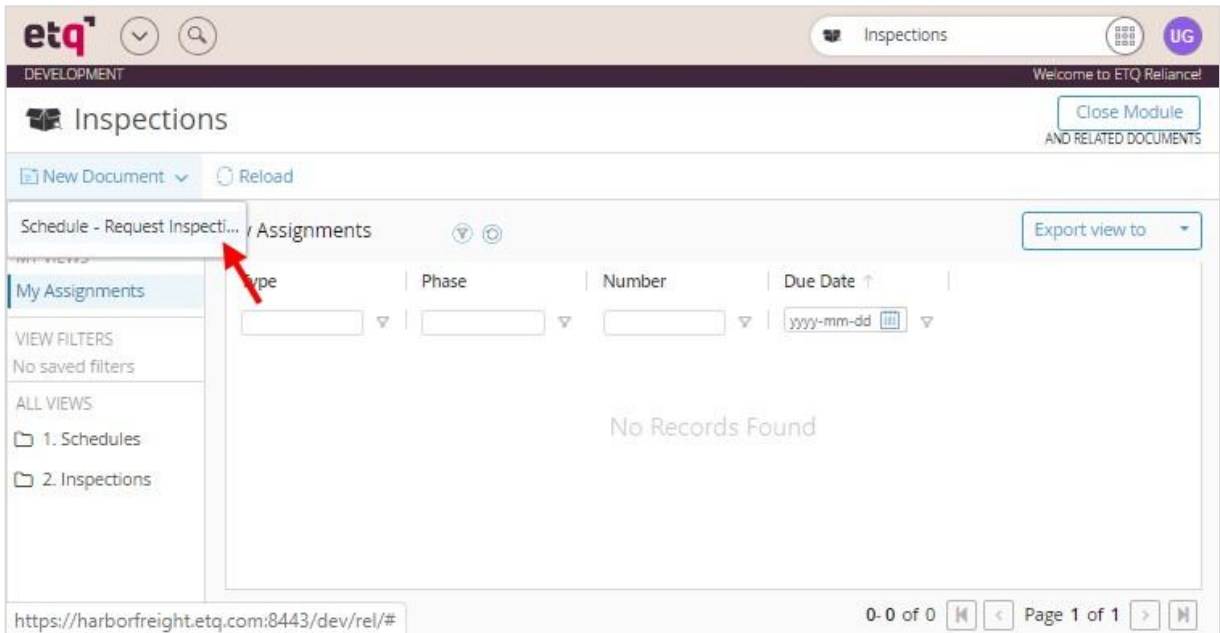 etq
Inspections
UG
DEVELOPMENT
Welcome to ETQ Reliance!
Inspections
Close Module
AND RELATED DOCUMENTS
New Document
Reload
Schedule - Request Inspecti...
Assignments
Export view to
My Assignments
Phase
Number
Due Date
yyyy-mm-dd
VIEW FILTERS
No saved filters
ALL VIEWS
No Records Found
1. Schedules
2. Inspections
https://harborfreight.etq.com:8443/dev/rel/#
0-0 of 0
Page 1 of 1